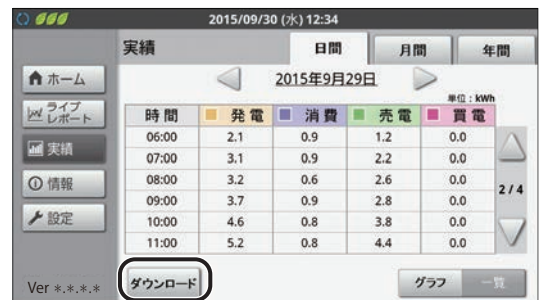 2015/09/30 (水) 12:34
実績 日間 月間 年間
ホーム
ライブレポート
実績
情報
設定
Ver *.*.*.*
2015年9月29日
単位：kWh
時間 発電 消費 売電 買電
06:00 2.1 0.9 1.2 0.0
07:00 3.1 0.9 2.2 0.0
08:00 3.2 0.6 2.6 0.0
09:00 3.7 0.9 2.8 0.0
10:00 4.6 0.8 3.8 0.0
11:00 5.2 0.8 4.4 0.0
2 / 4
ダウンロード グラフ 一覧